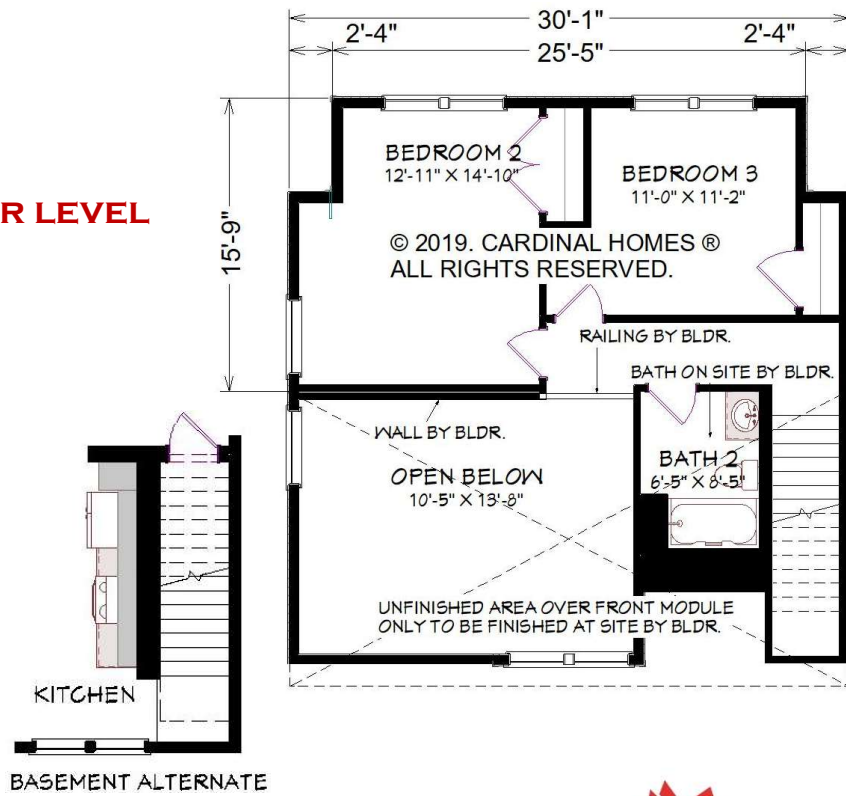 30'-1"
2'-4"
25'-5"
2'-4"
R LEVEL
15'-9"
BEDROOM 2
12'-11" X 14'-10"
BEDROOM 3
11'-0" X 11'-2"
© 2019. CARDINAL HOMES ®
ALL RIGHTS RESERVED.
RAILING BY BLDR.
BATH ON SITE BY BLDR.
WALL BY BLDR.
OPEN BELOW
10'-5" X 13'-8"
BATH 2
6'-5" X 8'-5"
UNFINISHED AREA OVER FRONT MODULE
ONLY TO BE FINISHED AT SITE BY BLDR.
KITCHEN
BASEMENT ALTERNATE